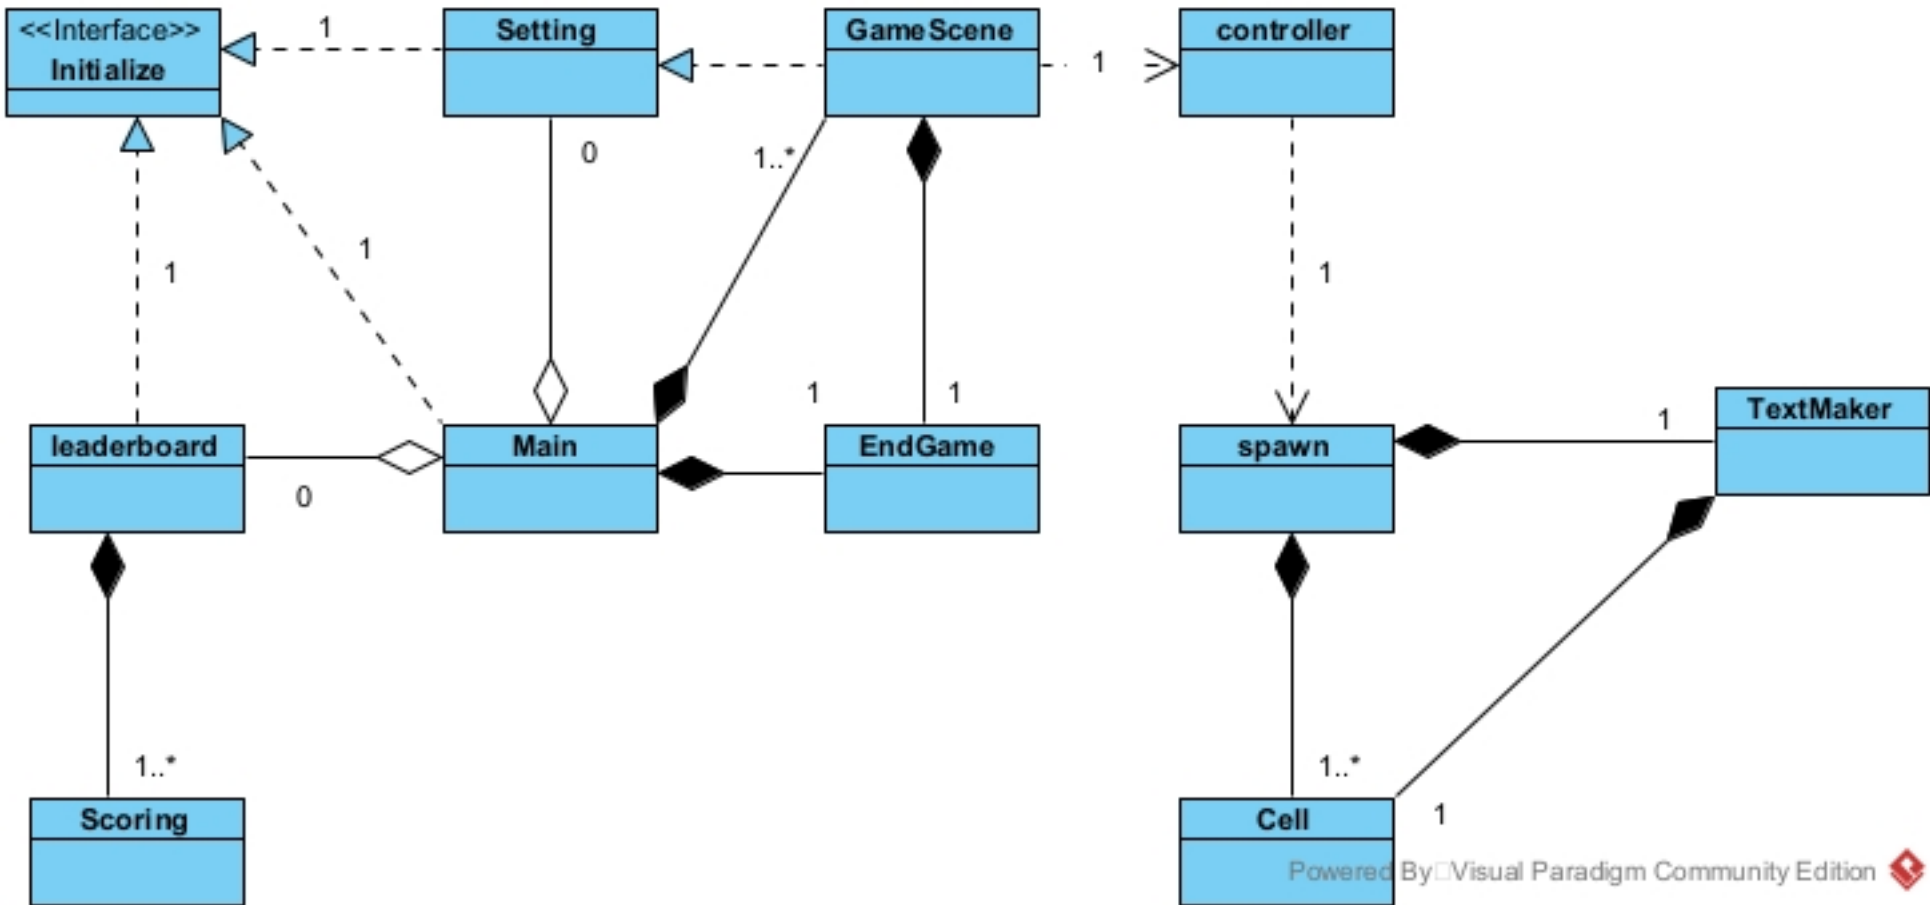 <<Interface>>
Initialize
1
Setting
GameScene
1
controller
0
1..*
1
1
1
1
1
leaderboard
0
Main
EndGame
spawn
1
TextMaker
1..*
Scoring
1..*
Cell
1
Powered By Visual Paradigm Community Edition